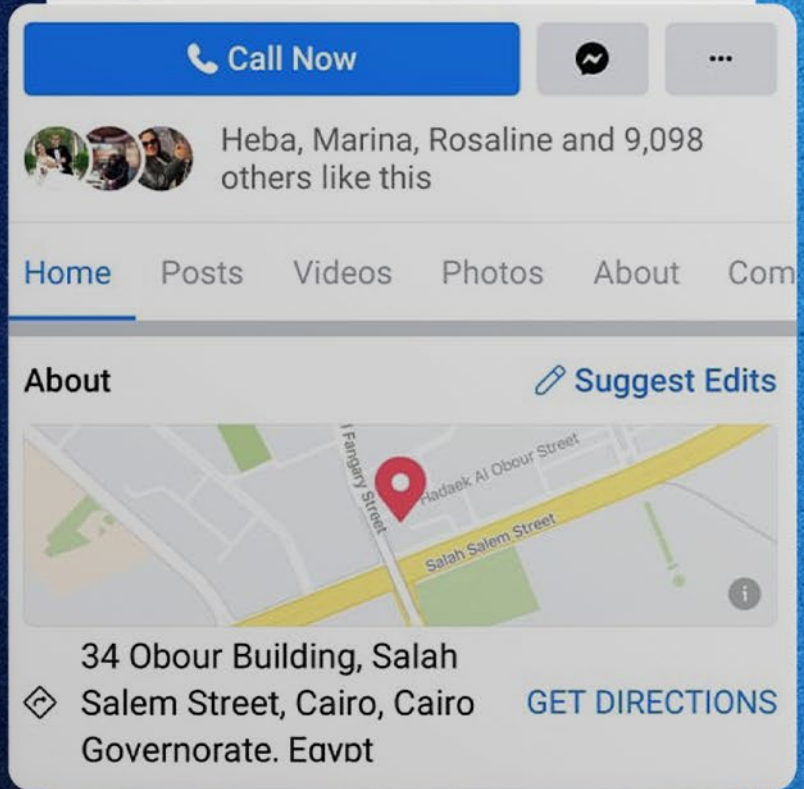 Call Now
Heba, Marina, Rosaline and 9,098
others like this
Home Posts Videos Photos About Com
About
Suggest Edits
l Fangary Street
Hadaek Al Obour Street
Salah Salem Street
34 Obour Building, Salah
Salem Street, Cairo, Cairo
Governorate, Egypt
GET DIRECTIONS